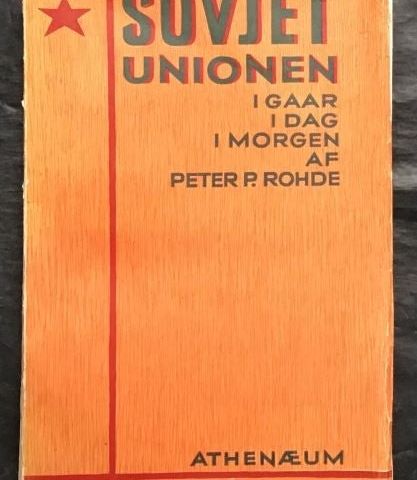 SOVJET
UNIONEN
I GAAR
I DAG
I MORGEN
AF
PETER P. ROHDE
ATHENÆUM